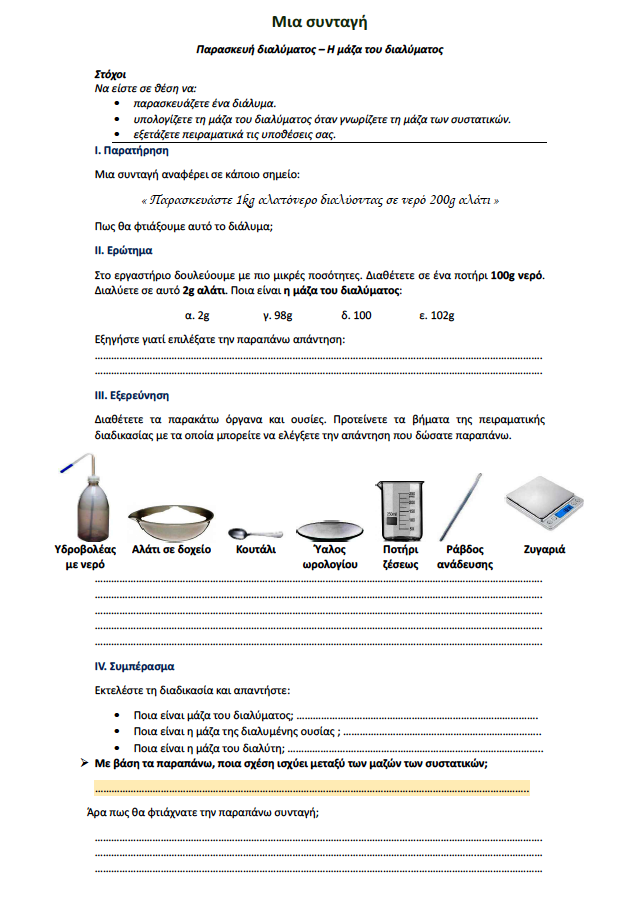 Μια συνταγή
Παρασκευή διαλύματος – Η μάζα του διαλύματος
Στόχοι
Να είστε σε θέση να:
• παρασκευάζετε ένα διάλυμα.
• υπολογίζετε τη μάζα του διαλύματος όταν γνωρίζετε τη μάζα των συστατικών.
• εξετάζετε πειραματικά τις υποθέσεις σας.
I. Παρατήρηση
Μια συνταγή αναφέρει σε κάποιο σημείο:
« Παρασκευάστε 1kg αλατόνερο διαλύοντας σε νερό 200g αλάτι »
Πως θα φτιάξουμε αυτό το διάλυμα;
II. Ερώτημα
Στο εργαστήριο δουλεύουμε με πιο μικρές ποσότητες. Διαθέτετε σε ένα ποτήρι 100g νερό.
Διαλύετε σε αυτό 2g αλάτι. Ποια είναι η μάζα του διαλύματος:
α. 2g γ. 98g δ. 100 ε. 102g
Εξηγήστε γιατί επιλέξατε την παραπάνω απάντηση:
III. Εξερεύνηση
Διαθέτετε τα παρακάτω όργανα και ουσίες. Προτείνετε τα βήματα της πειραματικής
διαδικασίας με τα οποία μπορείτε να ελέγξετε την απάντηση που δώσατε παραπάνω.
Υδροβολέας Αλάτι σε δοχείο Κουτάλι Ύαλος Ποτήρι Ράβδος Ζυγαριά
με νερό ωρολογίου ζέσεως ανάδευσης
IV. Συμπέρασμα
Εκτελέστε τη διαδικασία και απαντήστε:
• Ποια είναι μάζα του διαλύματος; ……………………………………………………………………
• Ποια είναι η μάζα της διαλυμένης ουσίας ; ………………………………………………………
• Ποια είναι η μάζα του διαλύτη; ………………………………………………………………………
➢ Με βάση τα παραπάνω, ποια σχέση ισχύει μεταξύ των μαζών των συστατικών;
Άρα πως θα φτιάχνατε την παραπάνω συνταγή;